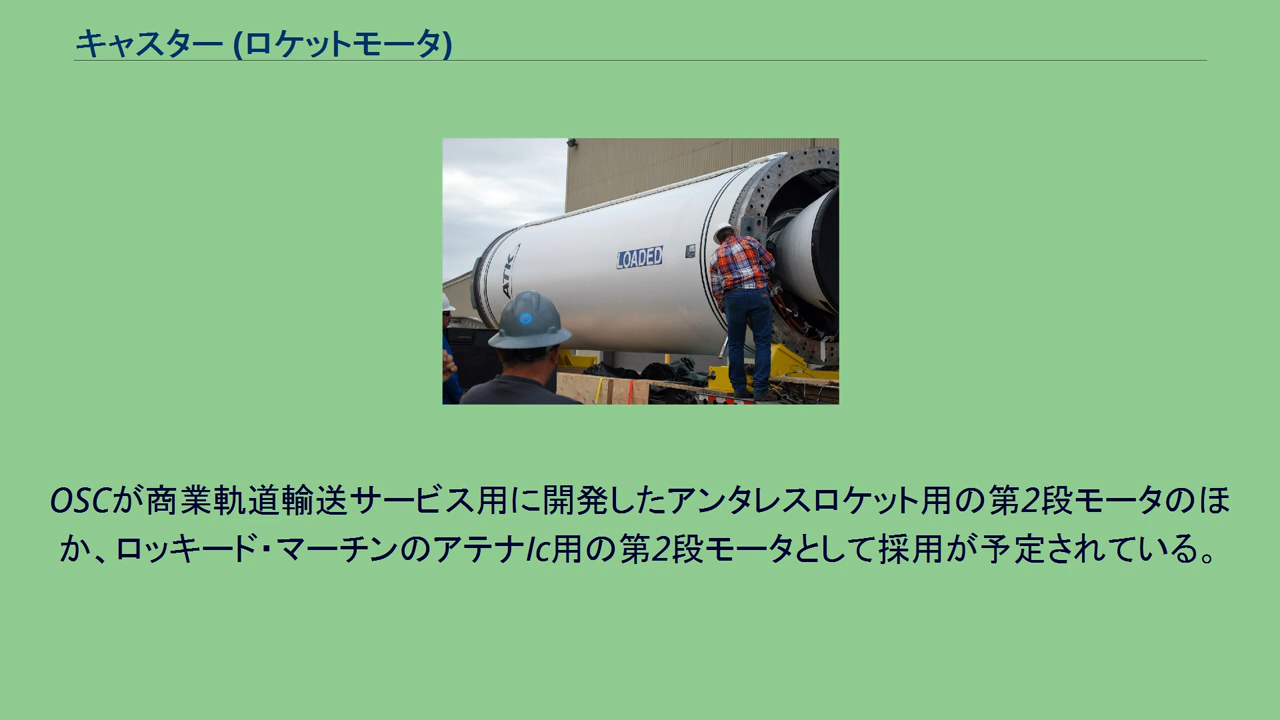 キャスター (ロケットモータ)
ATK
LOADED
OSCが商業軌道輸送サービス用に開発したアンタレスロケット用の第2段モータのほ
か、ロッキード・マーチンのアテナIc用の第2段モータとして採用が予定されている。